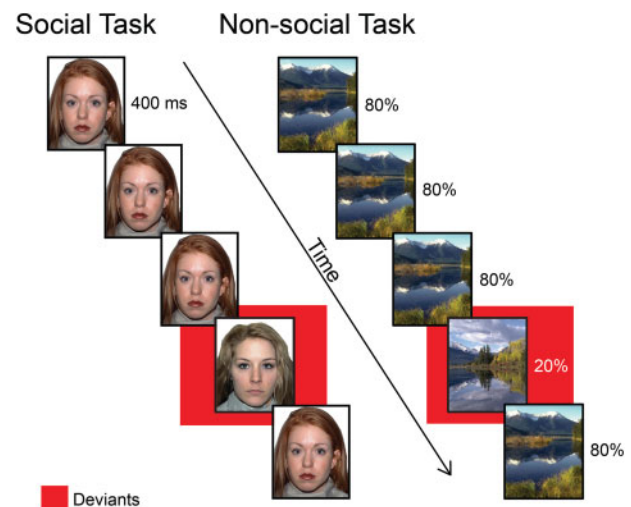 Social Task
Non-social Task
400 ms
80%
80%
80%
Time
20%
80%
Deviants